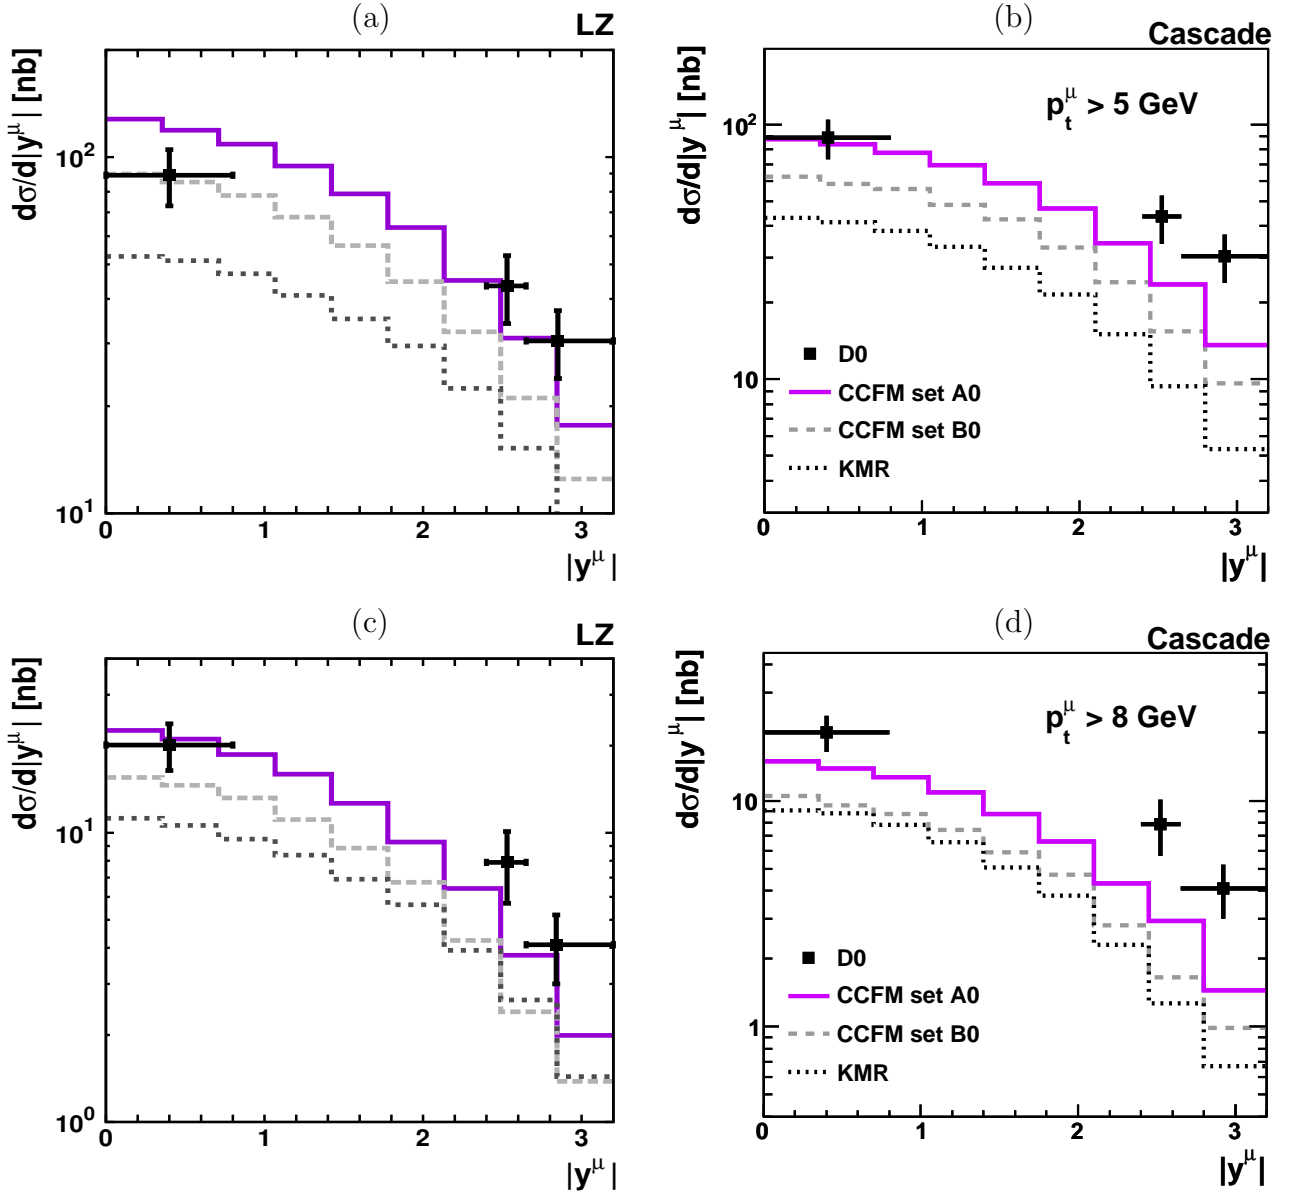 (a)
LZ
dσ/d|y^μ| [nb]
10^2
10^1
0
1
2
3
|y^μ|
(b)
Cascade
dσ/d|y^μ| [nb]
p_t^μ > 5 GeV
10^2
10
D0
CCFM set A0
CCFM set B0
KMR
0
1
2
3
|y^μ|
(c)
LZ
dσ/d|y^μ| [nb]
10^1
10^0
0
1
2
3
|y^μ|
(d)
Cascade
dσ/d|y^μ| [nb]
p_t^μ > 8 GeV
10
1
D0
CCFM set A0
CCFM set B0
KMR
0
1
2
3
|y^μ|